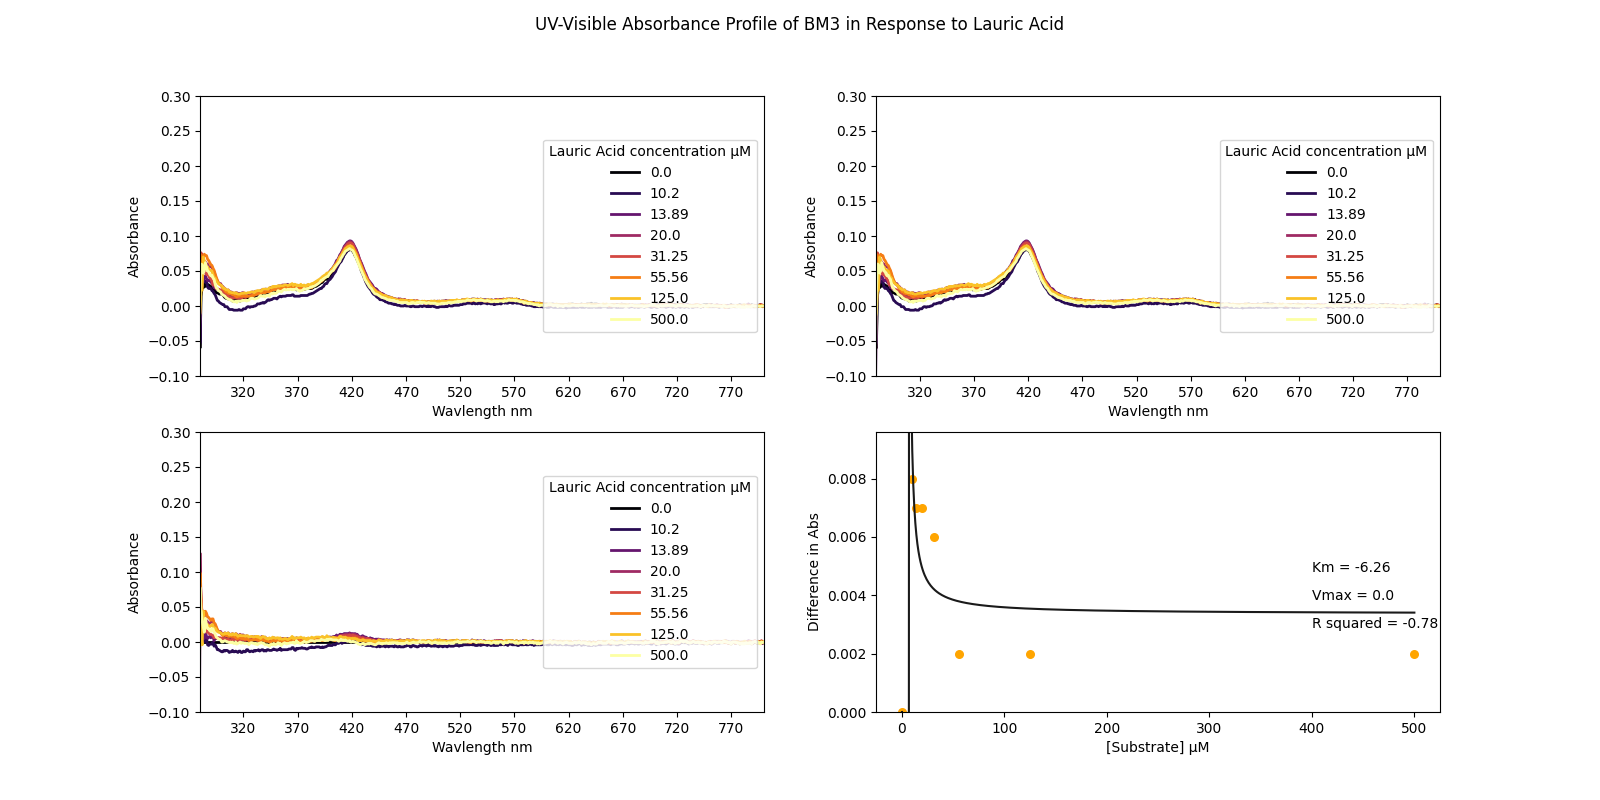 UV-Visible Absorbance Profile of BM3 in Response to Lauric Acid
0.30
0.25
0.20
0.15
0.10
0.05
0.00
−0.05
−0.10
Absorbance
Lauric Acid concentration μM
0.0
10.2
13.89
20.0
31.25
55.56
125.0
500.0
320 370 420 470 520 570 620 670 720 770
Wavlength nm
0.30
0.25
0.20
0.15
0.10
0.05
0.00
−0.05
−0.10
Absorbance
Lauric Acid concentration μM
0.0
10.2
13.89
20.0
31.25
55.56
125.0
500.0
320 370 420 470 520 570 620 670 720 770
Wavlength nm
0.30
0.25
0.20
0.15
0.10
0.05
0.00
−0.05
−0.10
Absorbance
Lauric Acid concentration μM
0.0
10.2
13.89
20.0
31.25
55.56
125.0
500.0
320 370 420 470 520 570 620 670 720 770
Wavlength nm
0.008
0.006
0.004
0.002
0.000
Difference in Abs
Km = -6.26
Vmax = 0.0
R squared = -0.78
0 100 200 300 400 500
[Substrate] μM